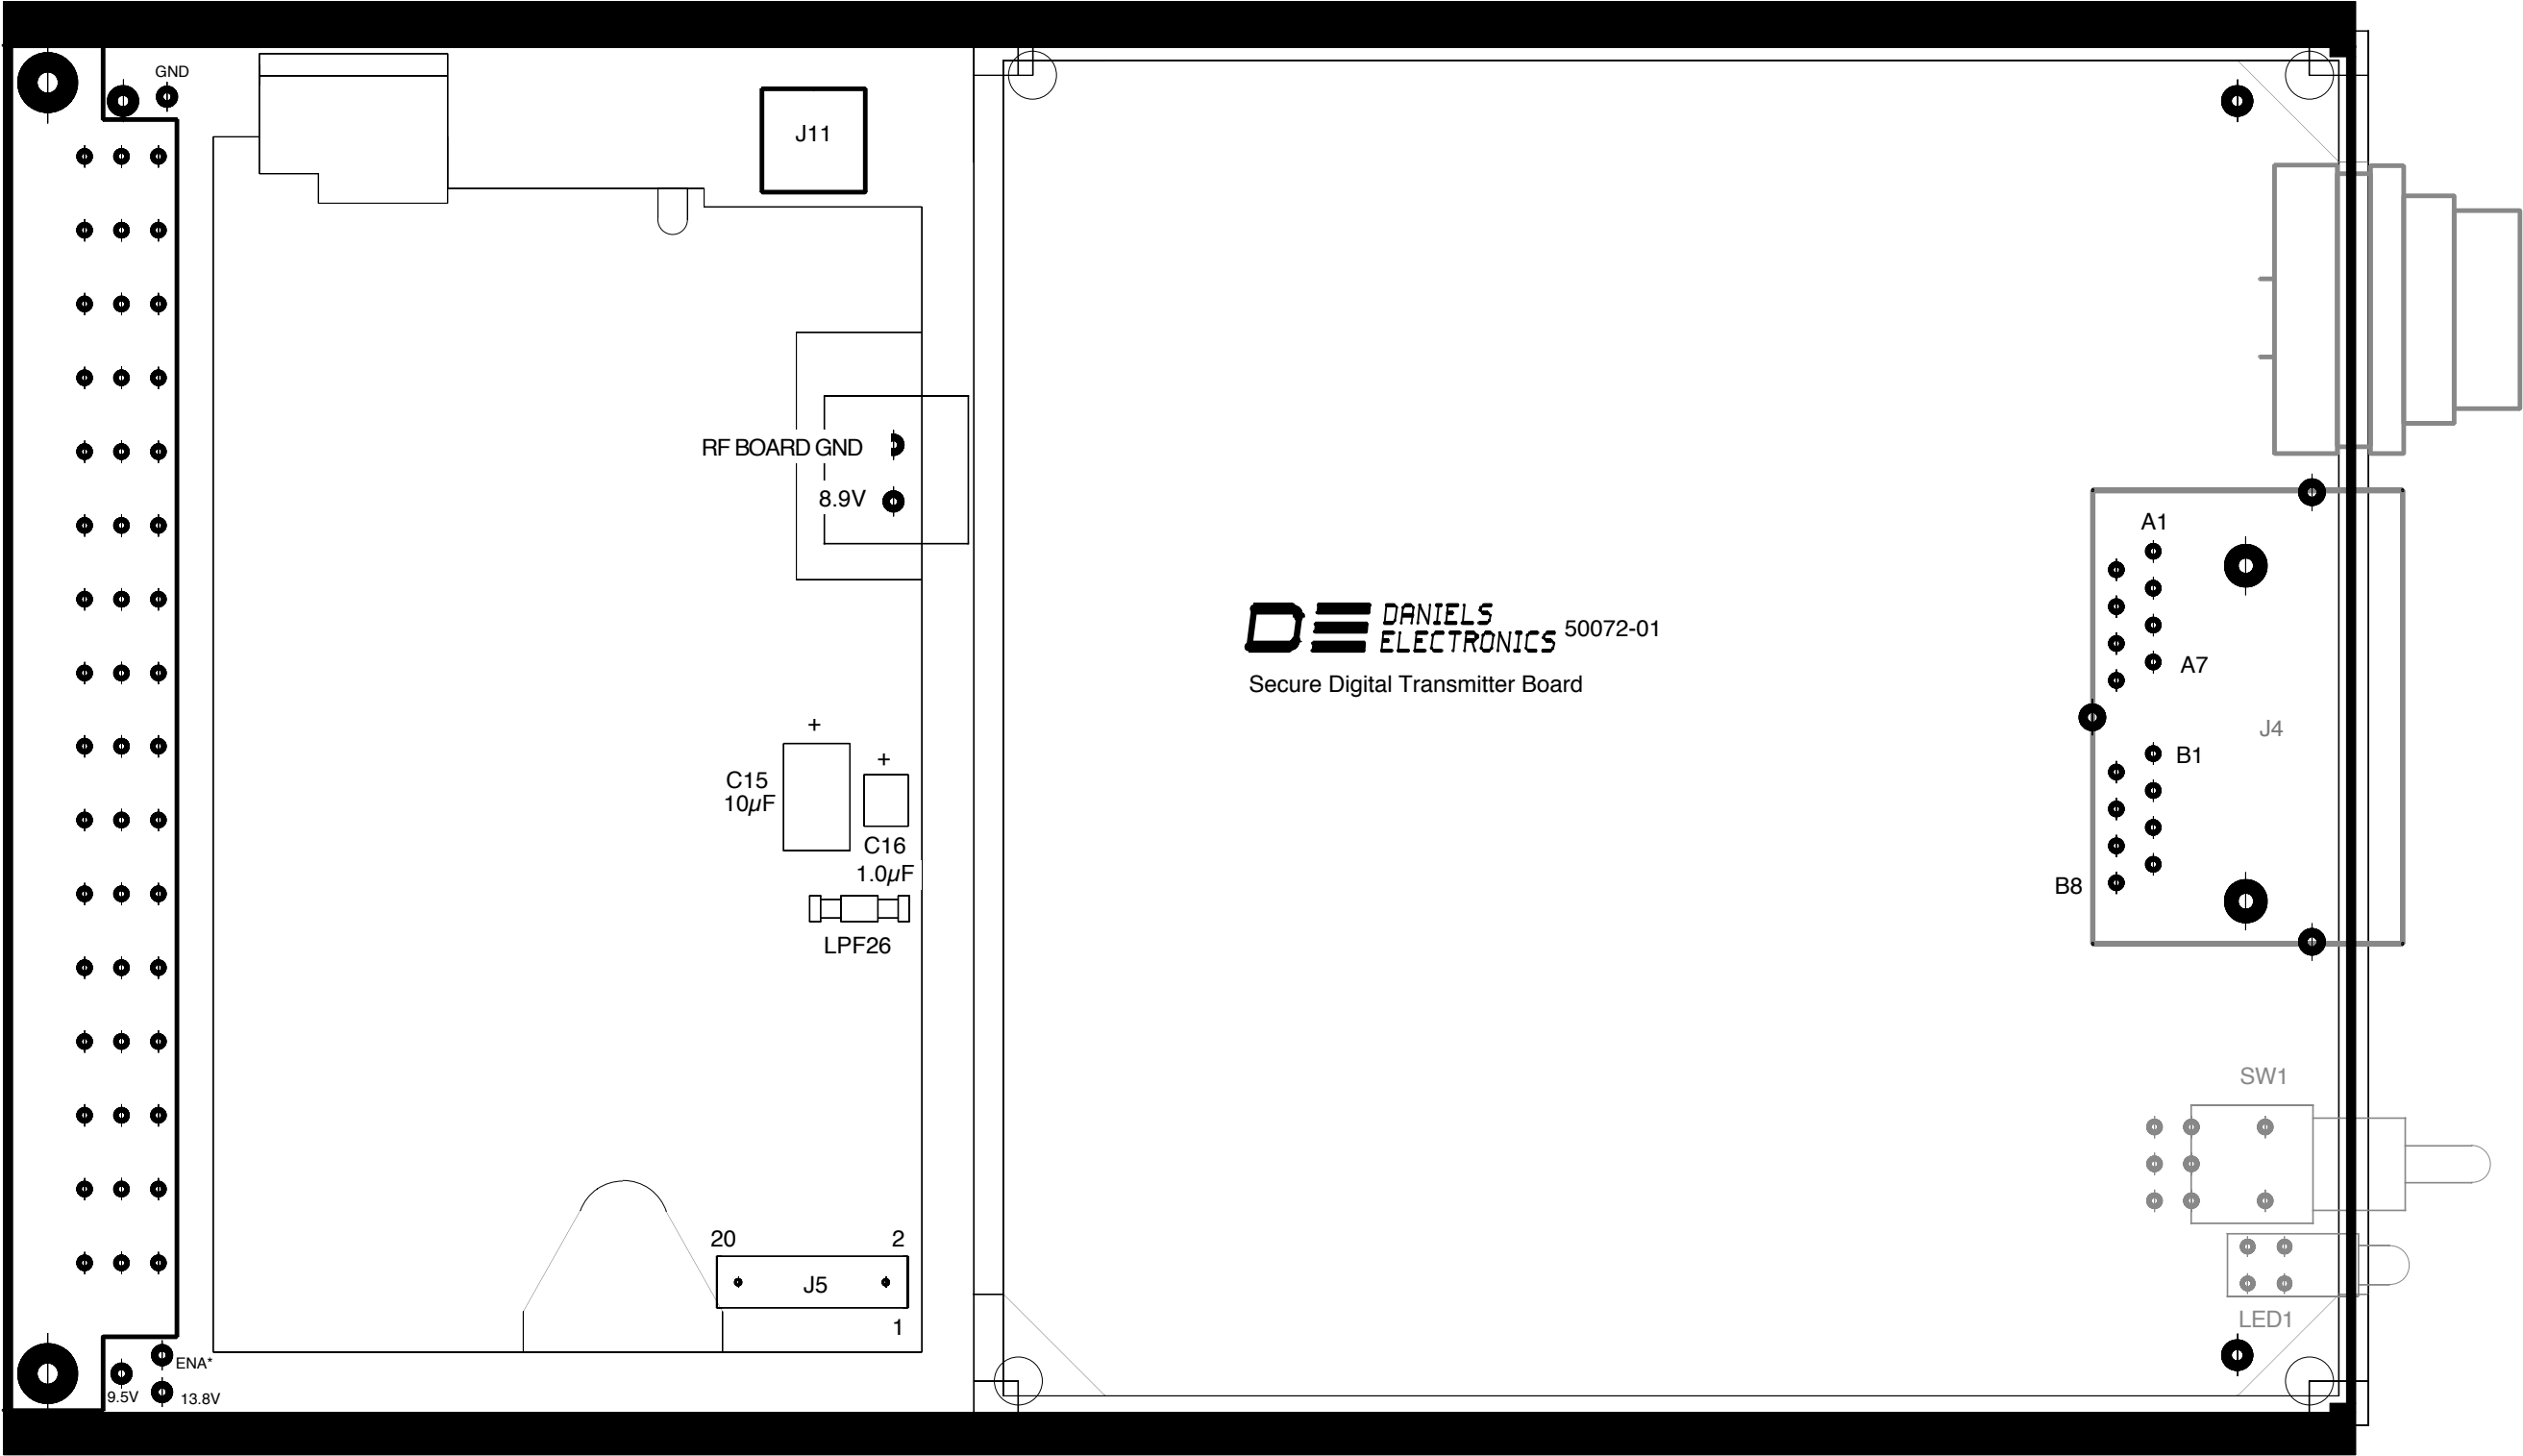 GND
J11
RF BOARD GND
8.9V
A1
DANIELS
ELECTRONICS 50072-01
Secure Digital Transmitter Board
A7
+
J4
+
B1
C15
10µF
C16
1.0µF
B8
LPF26
SW1
20 2
J5
LED1
1
ENA*
9.5V
13.8V